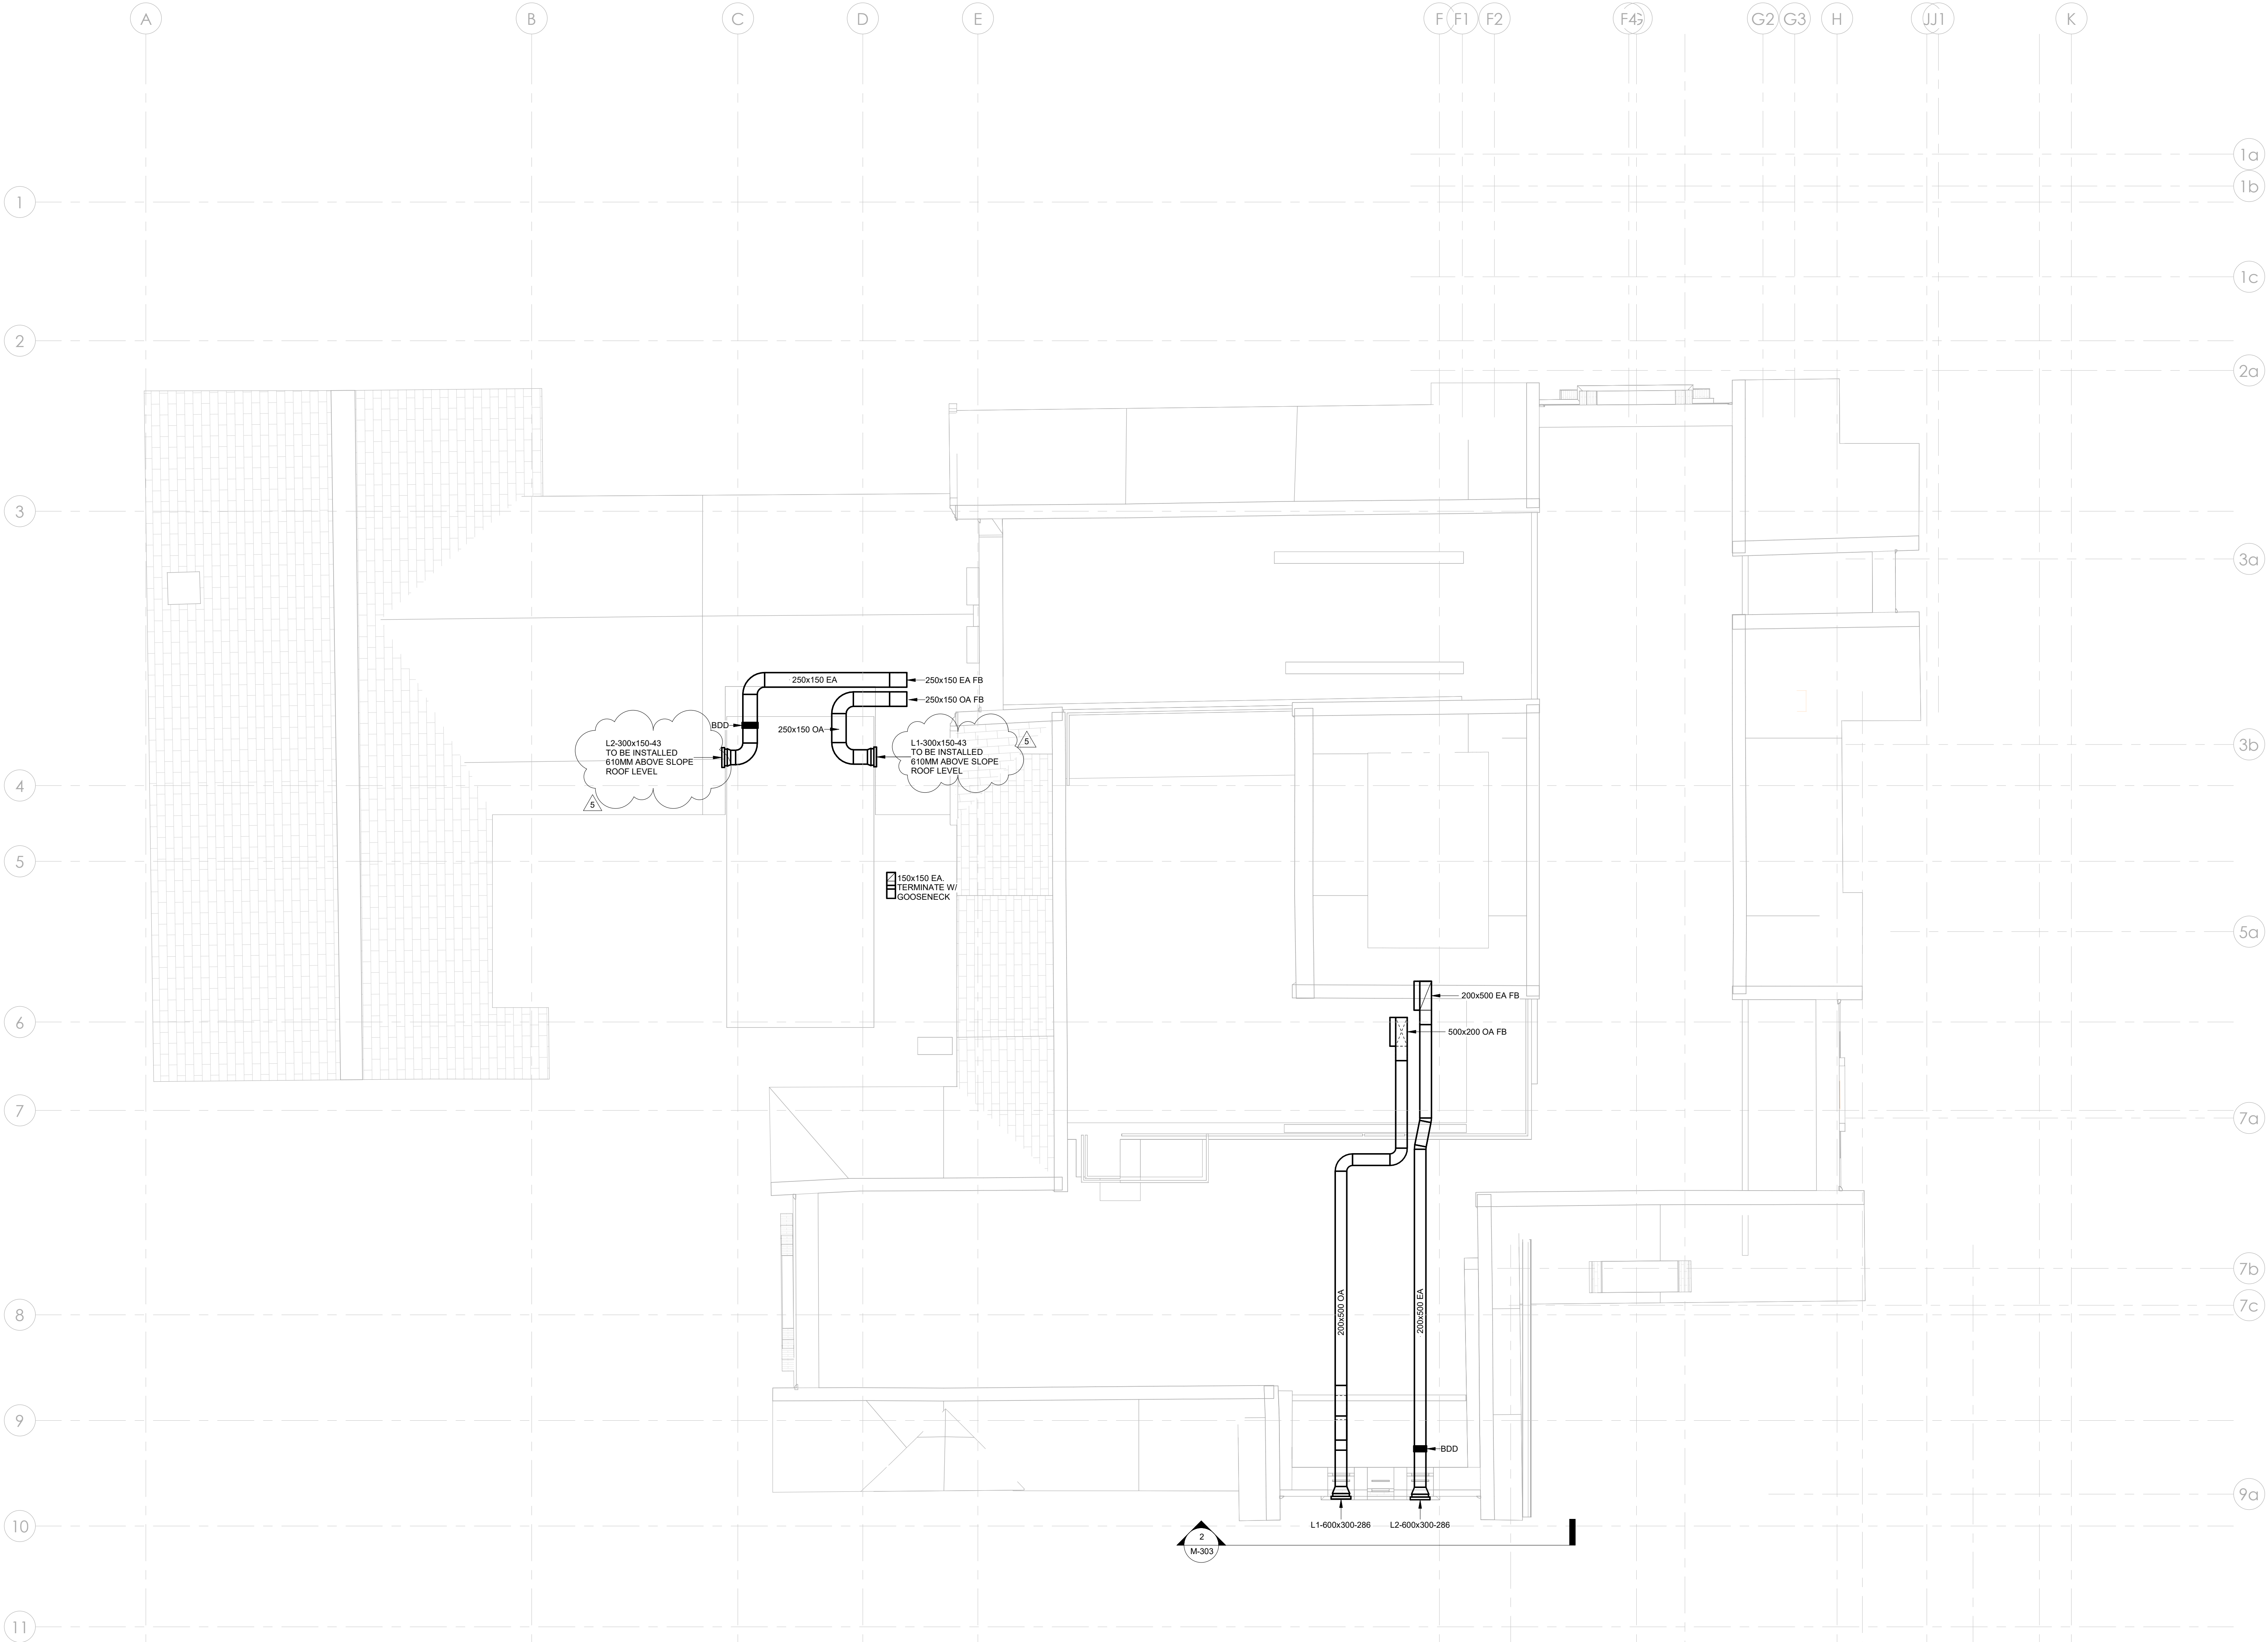 A
B
C
D
E
F
F1
F2
F4
G
G2
G3
H
J
J1
K
1a
1b
1
1c
2
2a
3
3a
250x150 EA
250x150 EA FB
250x150 OA FB
BDD
250x150 OA
L2-300x150-43
TO BE INSTALLED
610MM ABOVE SLOPE
ROOF LEVEL
5
L1-300x150-43
TO BE INSTALLED
610MM ABOVE SLOPE
ROOF LEVEL
5
3b
4
5
150x150 EA.
TERMINATE W/
GOOSENECK
5a
200x500 EA FB
6
500x200 OA FB
7
7a
7b
200x500 OA
200x500 EA
7c
8
9
BDD
9a
10
L1-600x300-286
L2-600x300-286
2
M-303
11